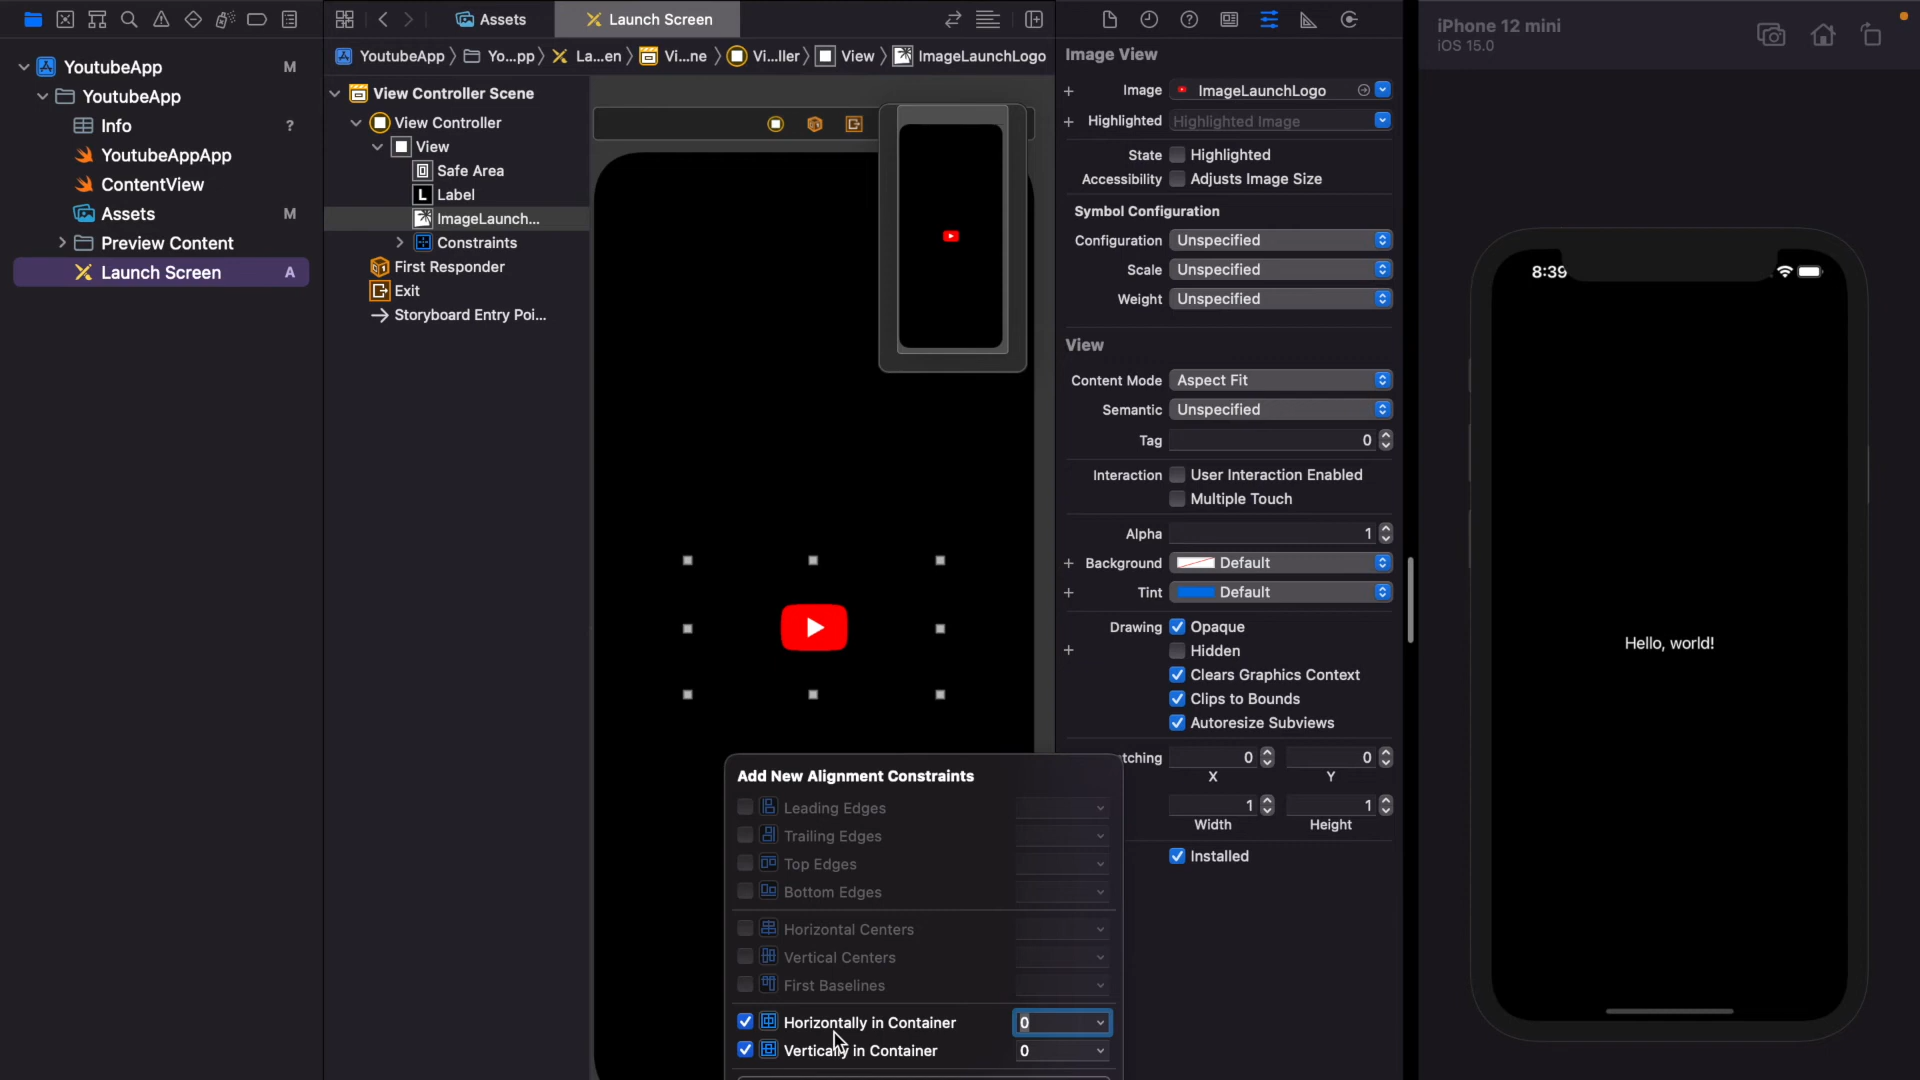 Assets
Launch Screen
iPhone 12 mini
iOS 15.0
YoutubeApp
Yo...pp
La...en
Vi...ne
Vi...ller
View
ImageLaunchLogo
Image View
YoutubeApp M
YoutubeApp
Info ?
YoutubeAppApp
ContentView
Assets M
Preview Content
Launch Screen A
View Controller Scene
View Controller
View
Safe Area
L Label
ImageLaunch...
Constraints
First Responder
Exit
Storyboard Entry Poi...
Image ImageLaunchLogo
Highlighted Highlighted Image
State Highlighted
Accessibility Adjusts Image Size
Symbol Configuration
Configuration Unspecified
Scale Unspecified
Weight Unspecified
View
Content Mode Aspect Fit
Semantic Unspecified
Tag 0
Interaction User Interaction Enabled
Multiple Touch
Alpha 1
Background Default
Tint Default
Drawing Opaque
Hidden
Clears Graphics Context
Clips to Bounds
Autoresize Subviews
tching 0 0
X Y
1 1
Width Height
Installed
Add New Alignment Constraints
Leading Edges
Trailing Edges
Top Edges
Bottom Edges
Horizontal Centers
Vertical Centers
First Baselines
Horizontally in Container 0
Vertically in Container 0
8:39
Hello, world!